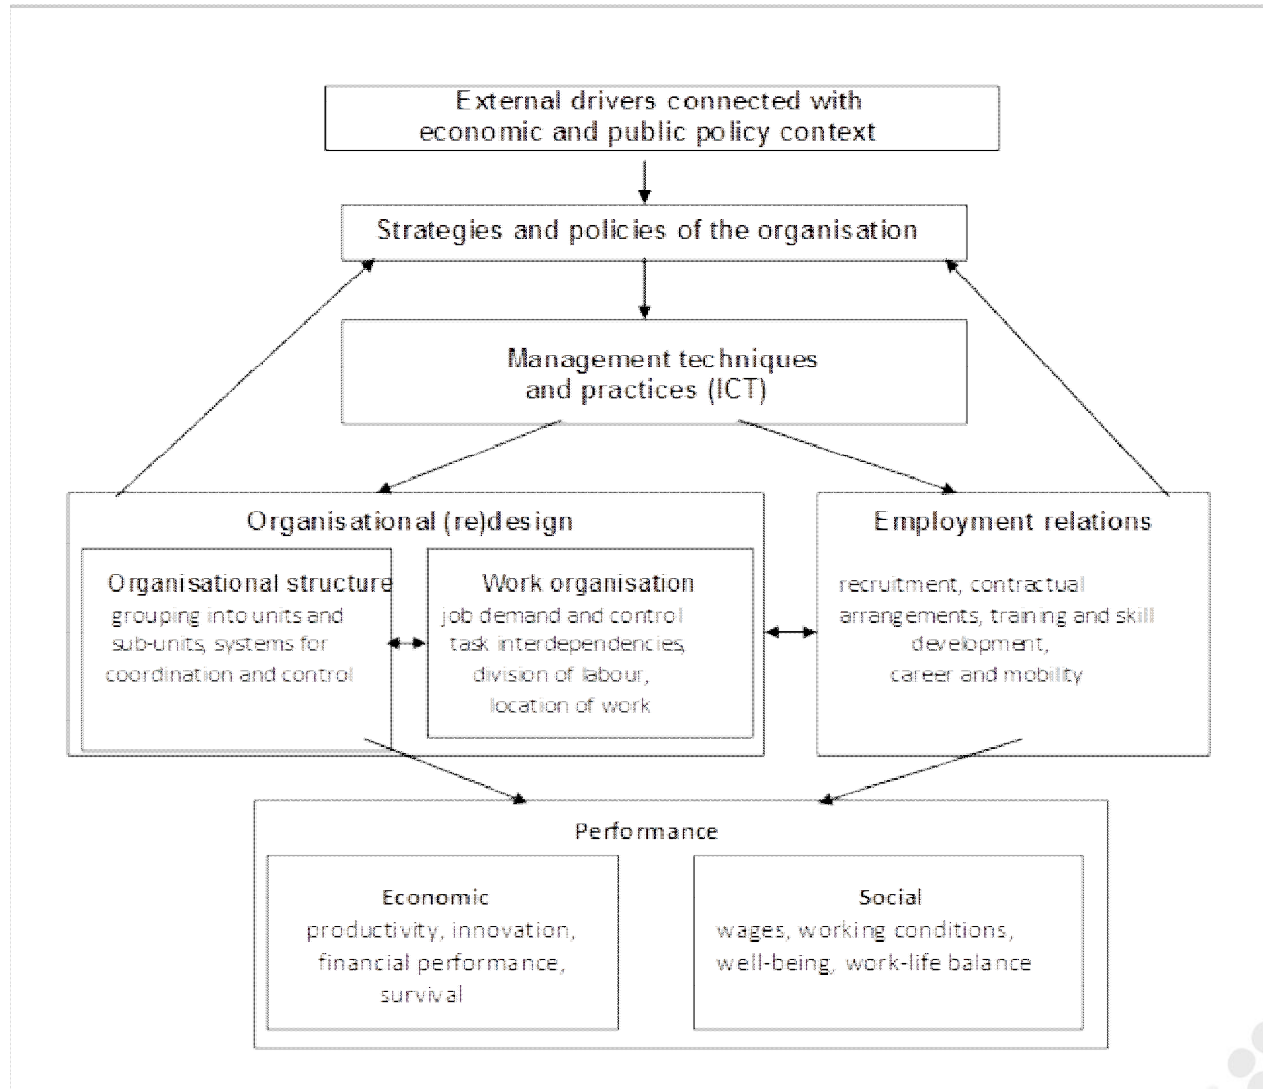 External drivers connected with
economic and public policy context
Strategies and policies of the organisation
Management techniques
and practices (ICT)
Organisational (re)design
Organisational structure
grouping into units and
sub-units, systems for
coordination and control
Work organisation
job demand and control
task interdependencies,
division of labour,
location of work
Employment relations
recruitment, contractual
arrangements, training and skill
development,
career and mobility
Performance
Economic
productivity, innovation,
financial performance,
survival
Social
wages, working conditions,
well-being, work-life balance